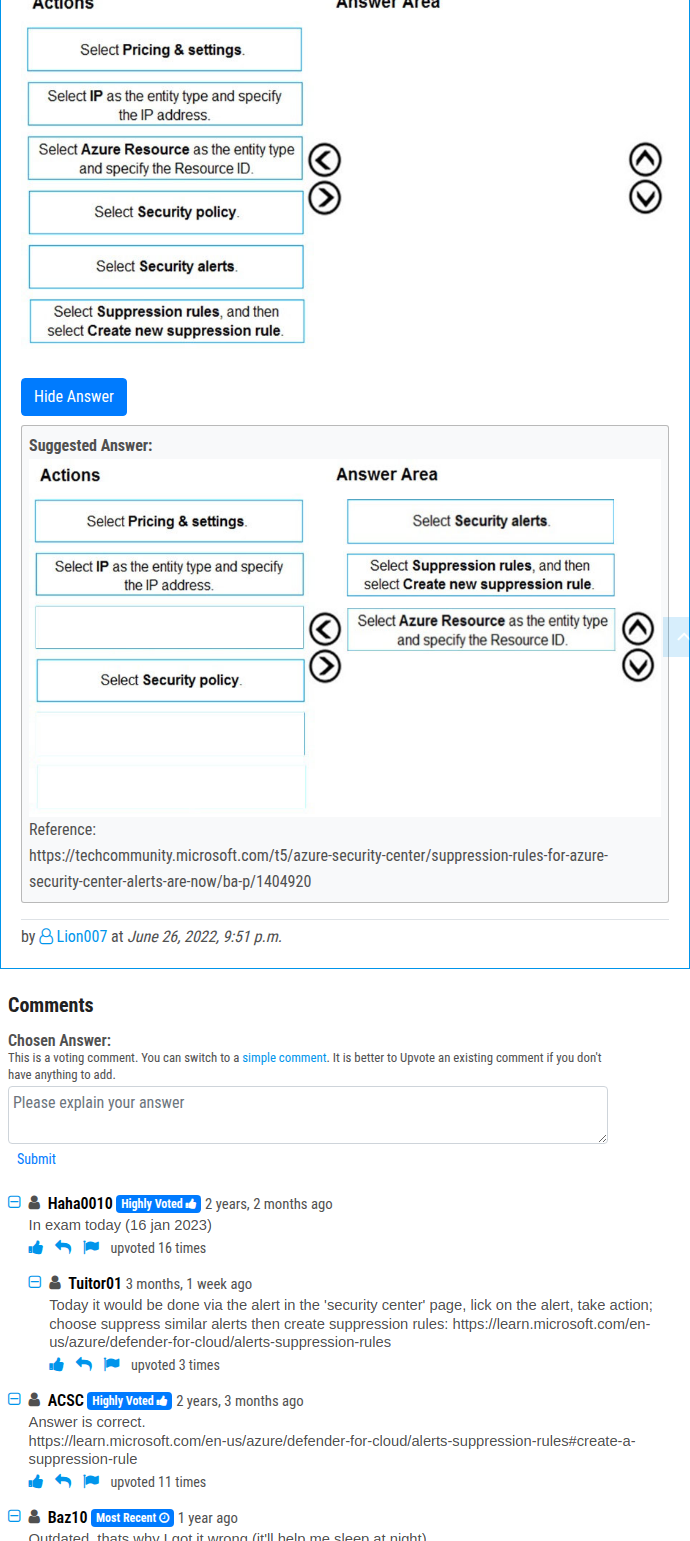 Actions Answer Area
Select Pricing & settings.
Select IP as the entity type and specify
the IP address.
Select Azure Resource as the entity type
and specify the Resource ID.
Select Security policy.
Select Security alerts.
Select Suppression rules, and then
select Create new suppression rule.
Hide Answer
Suggested Answer:
Actions
Select Pricing & settings.
Select IP as the entity type and specify
the IP address.
Select Security policy.
Answer Area
Select Security alerts.
Select Suppression rules, and then
select Create new suppression rule.
Select Azure Resource as the entity type
and specify the Resource ID.
Reference:
https://techcommunity.microsoft.com/t5/azure-security-center/suppression-rules-for-azure-
security-center-alerts-are-now/ba-p/1404920
by Lion007 at June 26, 2022, 9:51 p.m.
Comments
Chosen Answer:
This is a voting comment. You can switch to a simple comment. It is better to Upvote an existing comment if you don't
have anything to add.
Please explain your answer
Submit
Haha0010 Highly Voted 2 years, 2 months ago
In exam today (16 jan 2023)
upvoted 16 times
Tuitor01 3 months, 1 week ago
Today it would be done via the alert in the 'security center' page, lick on the alert, take action;
choose suppress similar alerts then create suppression rules: https://learn.microsoft.com/en-
us/azure/defender-for-cloud/alerts-suppression-rules
upvoted 3 times
ACSC Highly Voted 2 years, 3 months ago
Answer is correct.
https://learn.microsoft.com/en-us/azure/defender-for-cloud/alerts-suppression-rules#create-a-
suppression-rule
upvoted 11 times
Baz10 Most Recent 1 year ago
Outdated, thats why I got it wrong (it'll help me sleep at night)